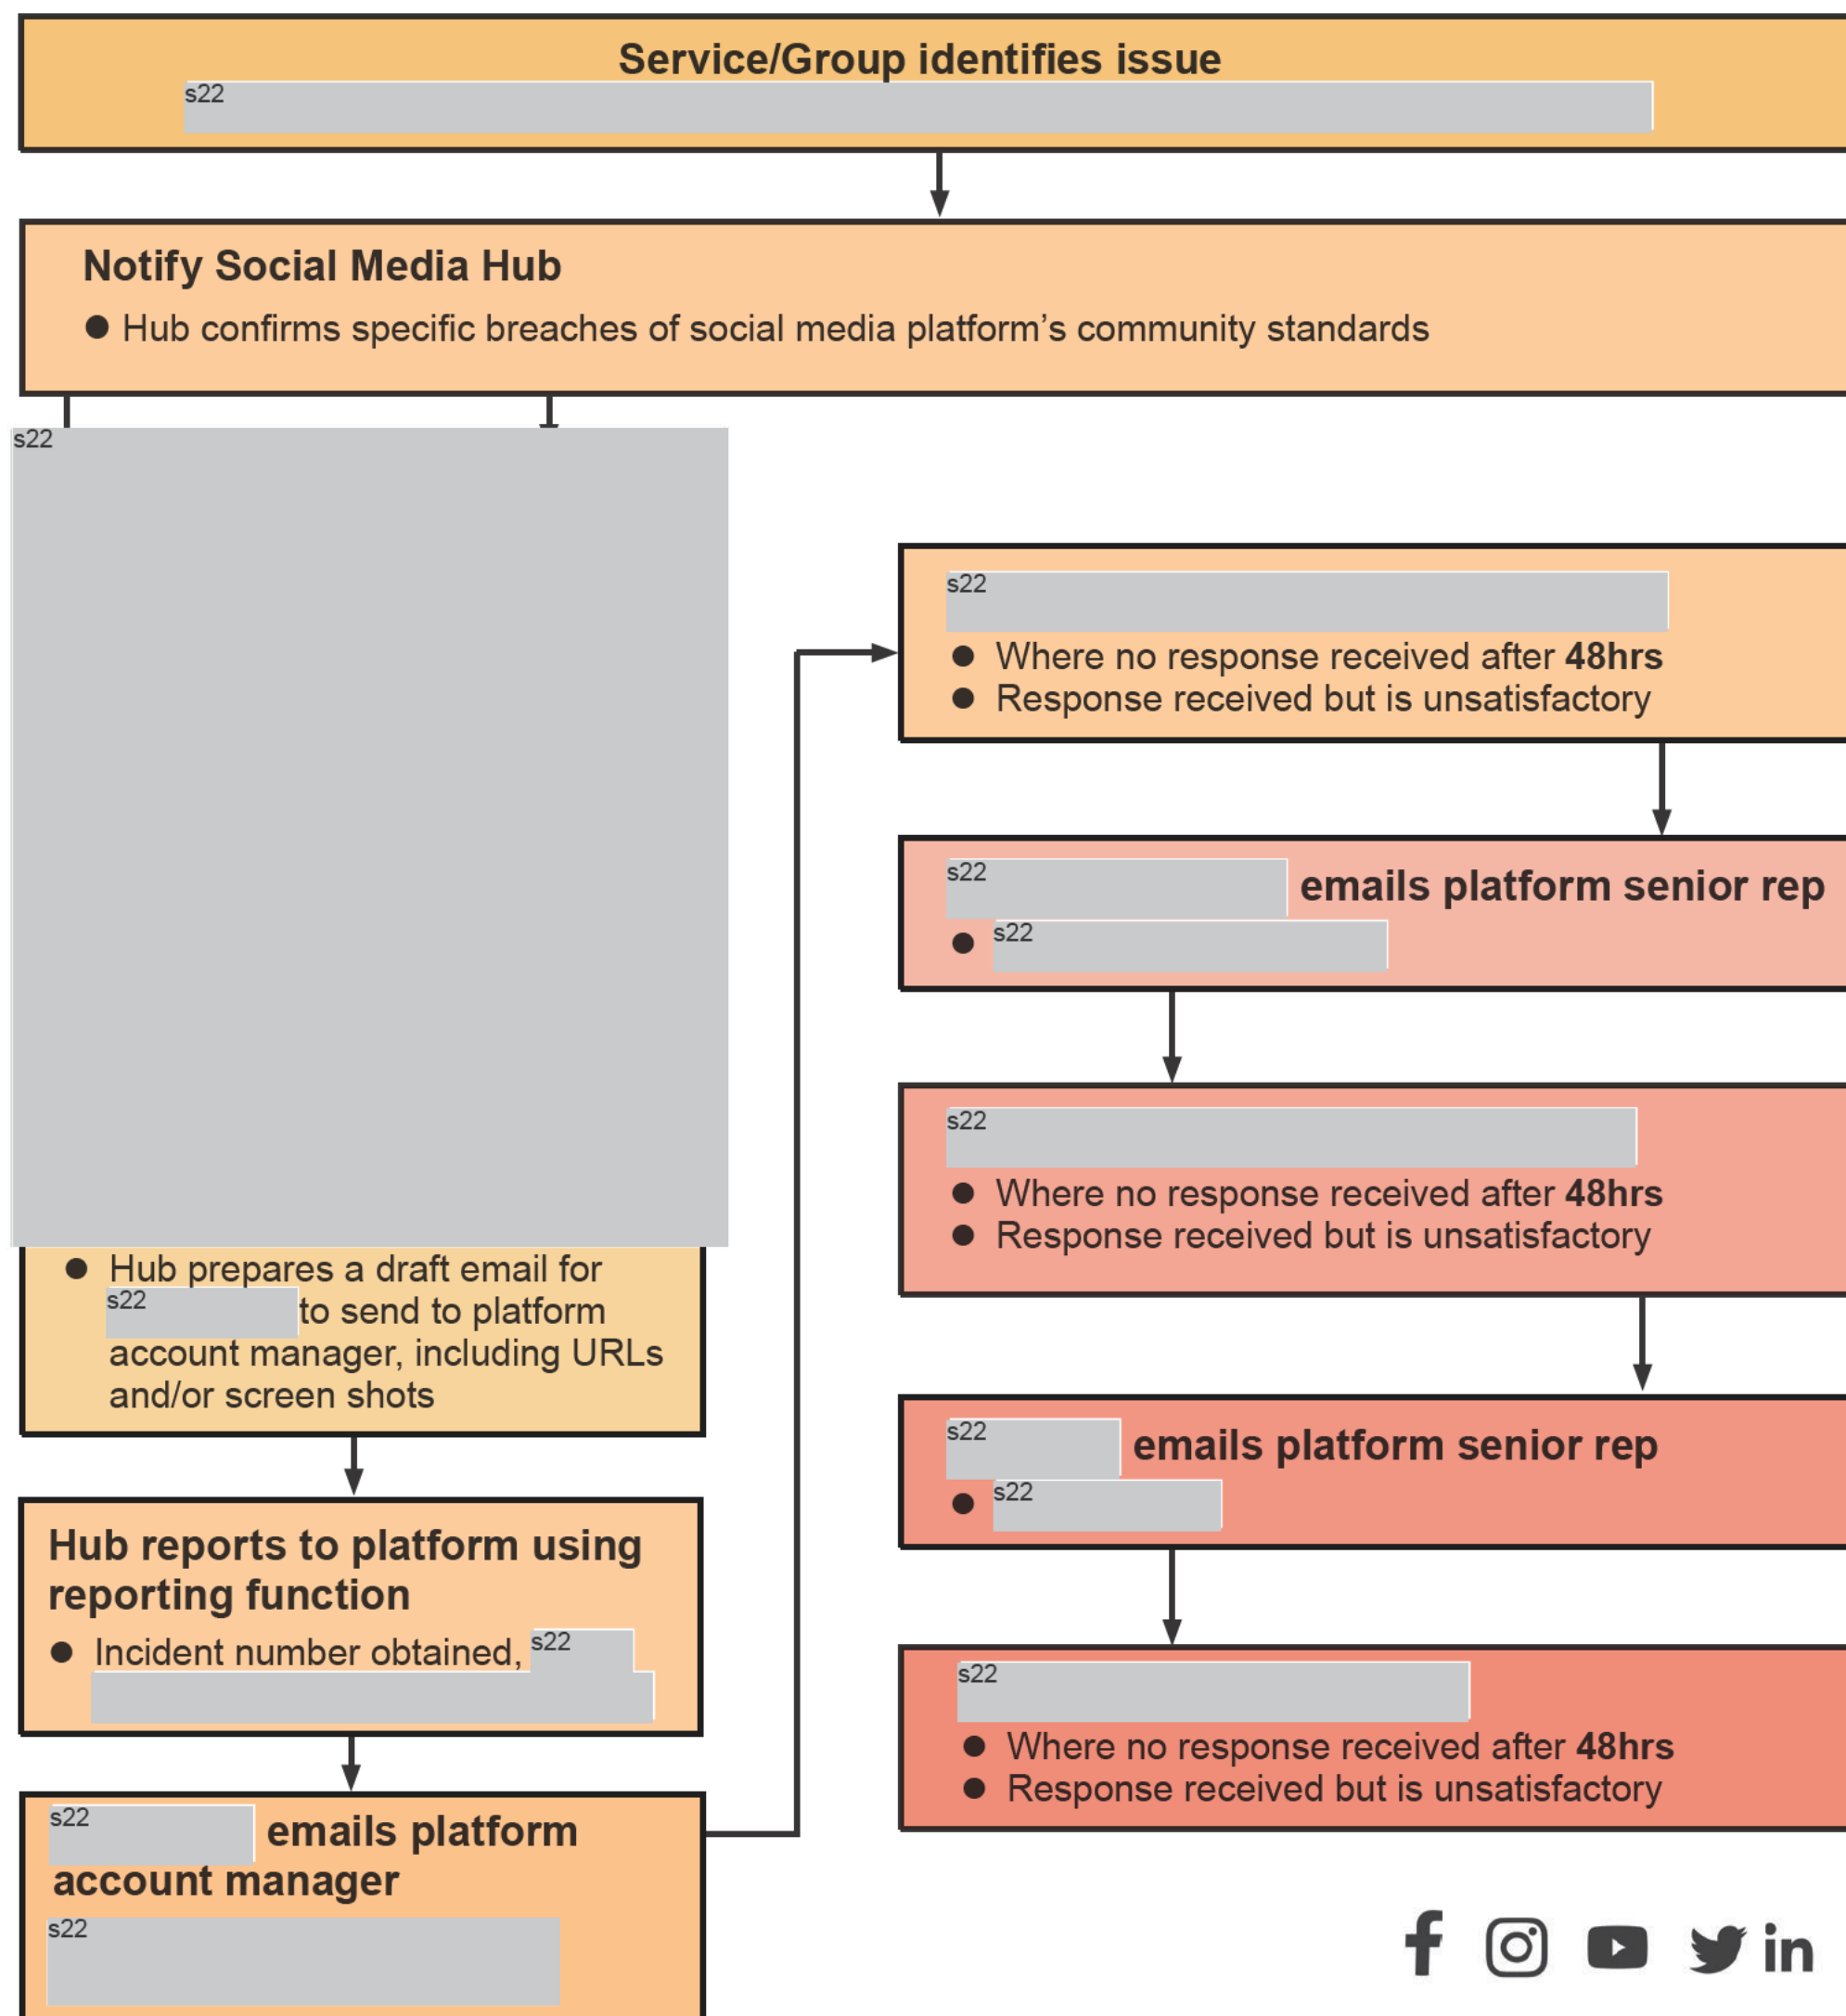 Service/Group identifies issue
s22
Notify Social Media Hub
● Hub confirms specific breaches of social media platform’s community standards
s22
● Hub prepares a draft email for
s22 to send to platform
account manager, including URLs
and/or screen shots
Hub reports to platform using
reporting function
● Incident number obtained, s22
s22 emails platform
account manager
s22
s22
● Where no response received after 48hrs
● Response received but is unsatisfactory
s22 emails platform senior rep
● s22
s22
● Where no response received after 48hrs
● Response received but is unsatisfactory
s22 emails platform senior rep
● s22
s22
● Where no response received after 48hrs
● Response received but is unsatisfactory
f
in